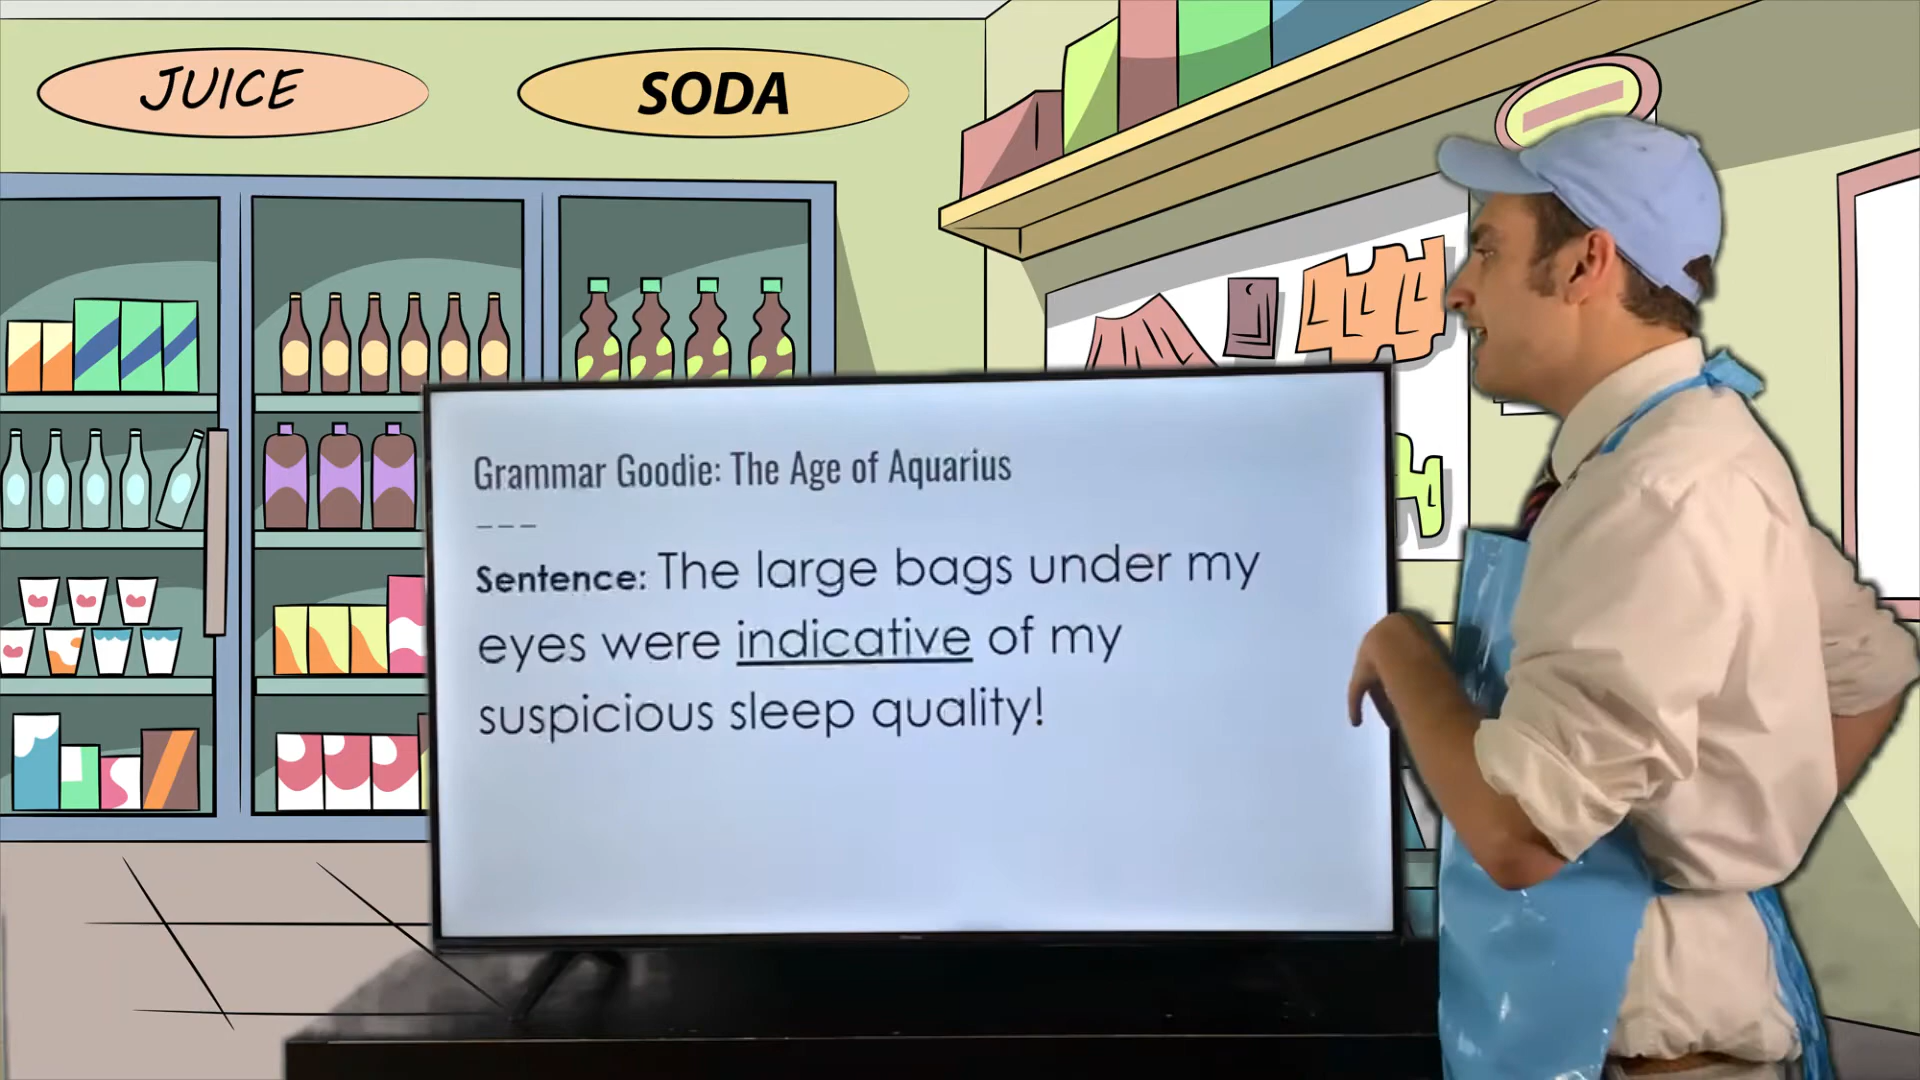 JUICE
SODA
Grammar Goodie: The Age of Aquarius
---
Sentence: The large bags under my
eyes were indicative of my
suspicious sleep quality!